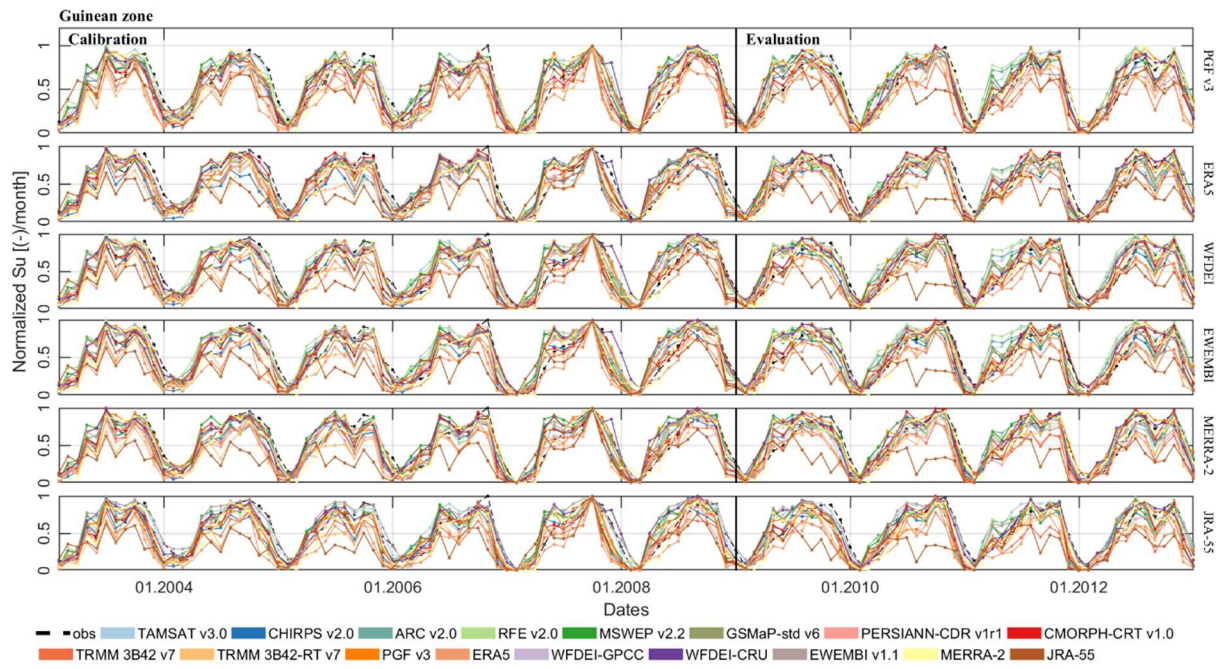 Guinean zone
Calibration
Evaluation
Normalized Su [(-)/month]
1
0.5
0
PGF v3
1
0.5
0
ERA5
1
0.5
0
WFDEI
1
0.5
0
EWEMBI
1
0.5
0
MERRA-2
1
0.5
0
JRA-55
01.2004 01.2006 01.2008 01.2010 01.2012
Dates
obs TAMSAT v3.0 CHIRPS v2.0 ARC v2.0 RFE v2.0 MSWEP v2.2 GSMaP-std v6 PERSIANN-CDR v1r1 CMORPH-CRT v1.0
TRMM 3B42 v7 TRMM 3B42-RT v7 PGF v3 ERA5 WFDEI-GPCC WFDEI-CRU EWEMBI v1.1 MERRA-2 JRA-55